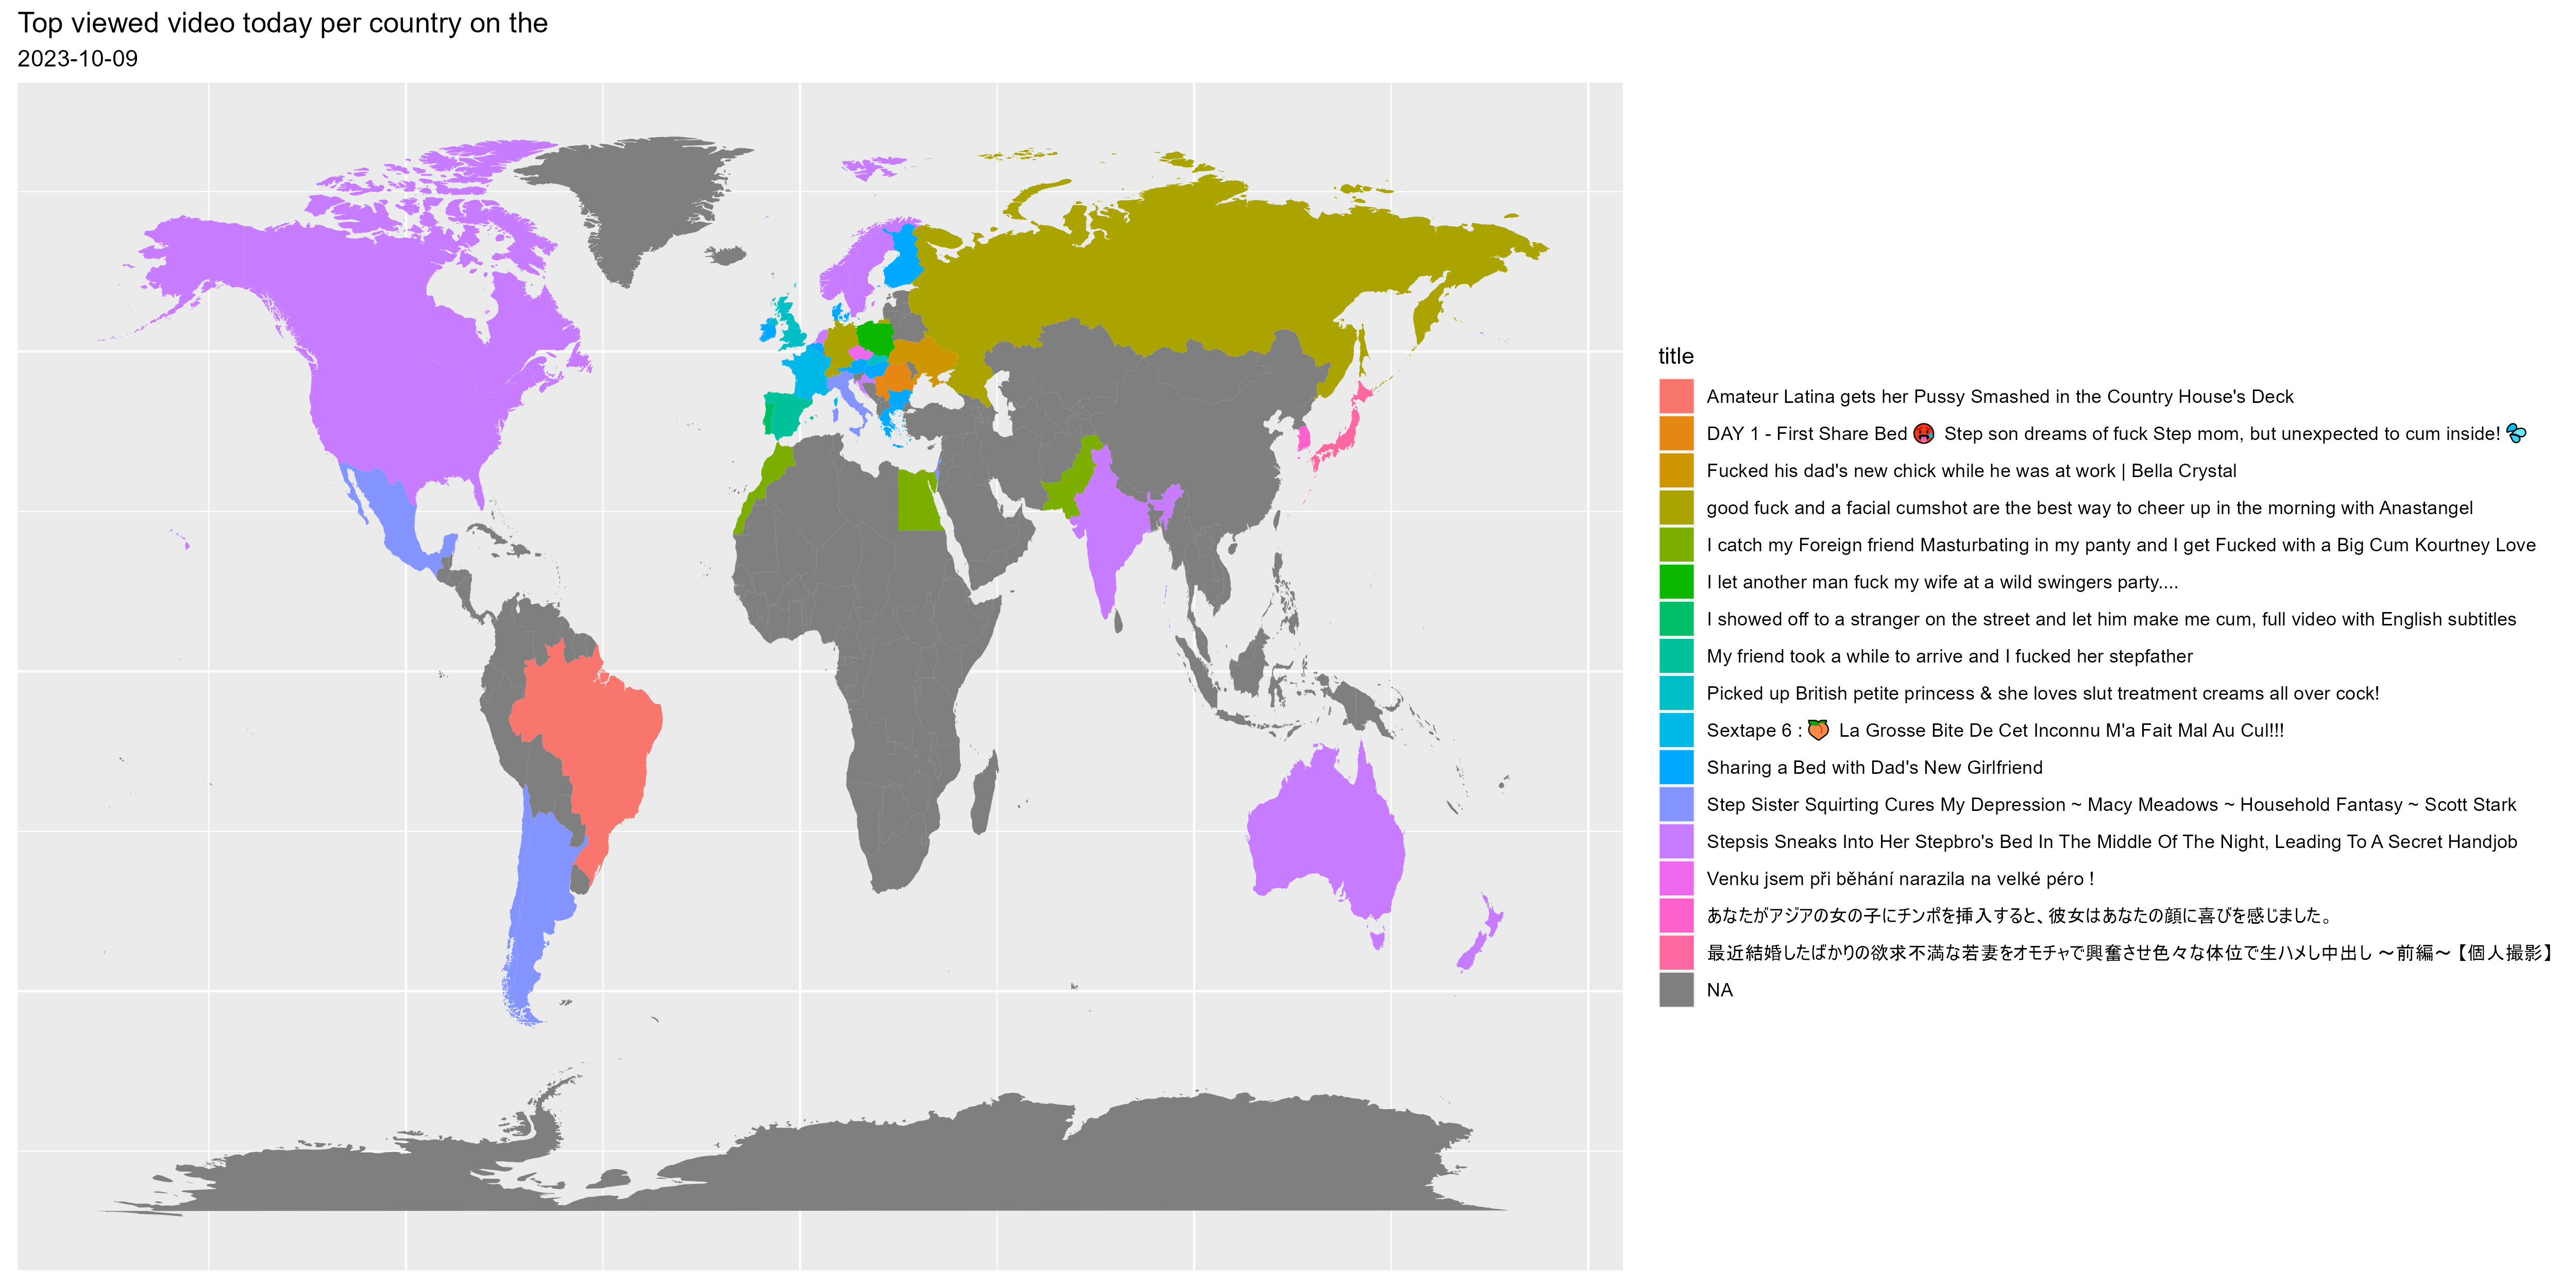 Top viewed video today per country on the
2023-10-09
title
Amateur Latina gets her Pussy Smashed in the Country House's Deck
DAY 1 - First Share Bed 🥵 Step son dreams of fuck Step mom, but unexpected to cum inside! 💦
Fucked his dad's new chick while he was at work | Bella Crystal
good fuck and a facial cumshot are the best way to cheer up in the morning with Anastangel
I catch my Foreign friend Masturbating in my panty and I get Fucked with a Big Cum Kourtney Love
I let another man fuck my wife at a wild swingers party....
I showed off to a stranger on the street and let him make me cum, full video with English subtitles
My friend took a while to arrive and I fucked her stepfather
Picked up British petite princess & she loves slut treatment creams all over cock!
Sextape 6 : 🍑 La Grosse Bite De Cet Inconnu M'a Fait Mal Au Cul!!!
Sharing a Bed with Dad's New Girlfriend
Step Sister Squirting Cures My Depression ~ Macy Meadows ~ Household Fantasy ~ Scott Stark
Stepsis Sneaks Into Her Stepbro's Bed In The Middle Of The Night, Leading To A Secret Handjob
Venku jsem při běhání narazila na velké péro !
あなたがアジアの女の子にチンポを挿入すると、彼女はあなたの顔に喜びを感じました。
最近結婚したばかりの欲求不満な若妻をオモチャで興奮させ色々な体位で生ハメし中出し ～前編～【個人撮影】
NA